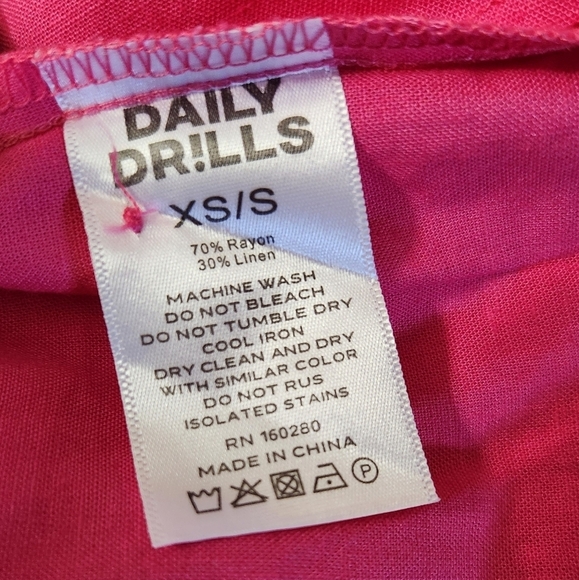 DAILY
DR!LLS
XS/S
70% Rayon
30% Linen
MACHINE WASH
DO NOT BLEACH
DO NOT TUMBLE DRY
COOL IRON
DRY CLEAN AND DRY
WITH SIMILAR COLOR
DO NOT RUS
ISOLATED STAINS
RN 160280
MADE IN CHINA
P